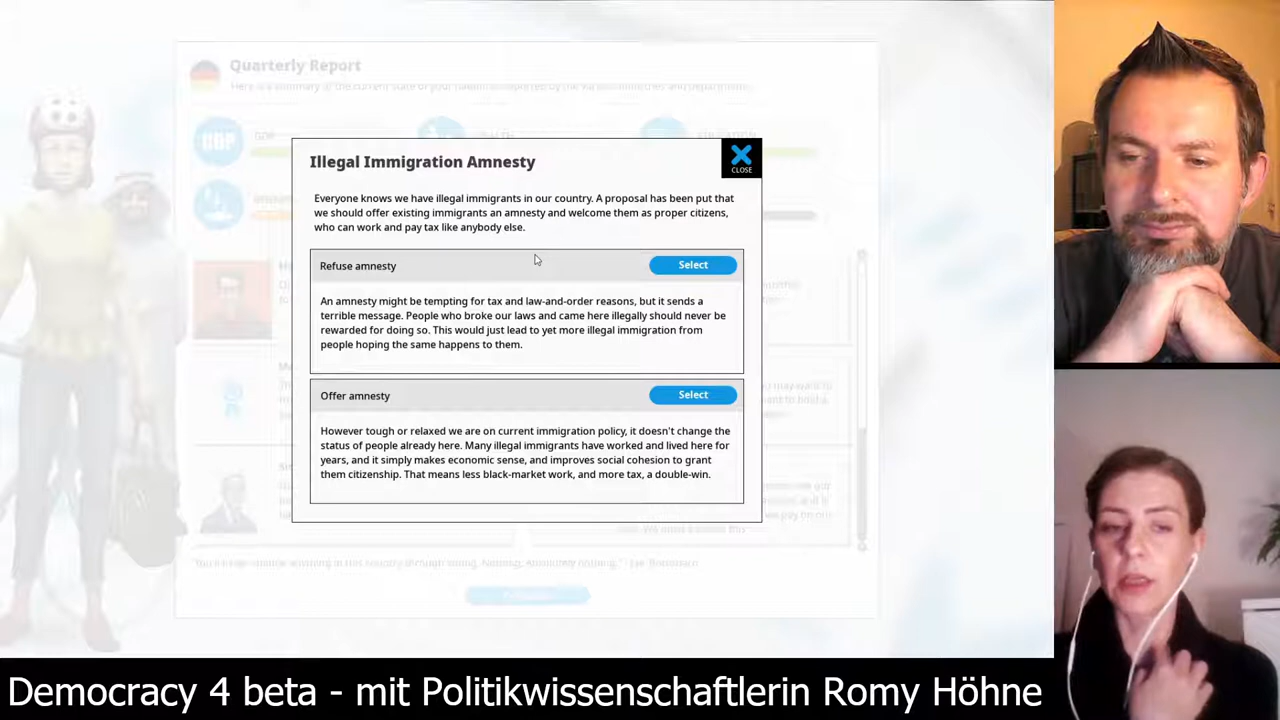 Quarterly Report
GDP
Illegal Immigration Amnesty
CLOSE
Everyone knows we have illegal immigrants in our country. A proposal has been put that
we should offer existing immigrants an amnesty and welcome them as proper citizens,
who can work and pay tax like anybody else.
Refuse amnesty
Select
An amnesty might be tempting for tax and law-and-order reasons, but it sends a
terrible message. People who broke our laws and came here illegally should never be
rewarded for doing so. This would just lead to yet more illegal immigration from
people hoping the same happens to them.
Offer amnesty
Select
However tough or relaxed we are on current immigration policy, it doesn't change the
status of people already here. Many illegal immigrants have worked and lived here for
years, and it simply makes economic sense, and improves social cohesion to grant
them citizenship. That means less black-market work, and more tax, a double-win.
Democracy 4 beta - mit Politikwissenschaftlerin Romy Höhne